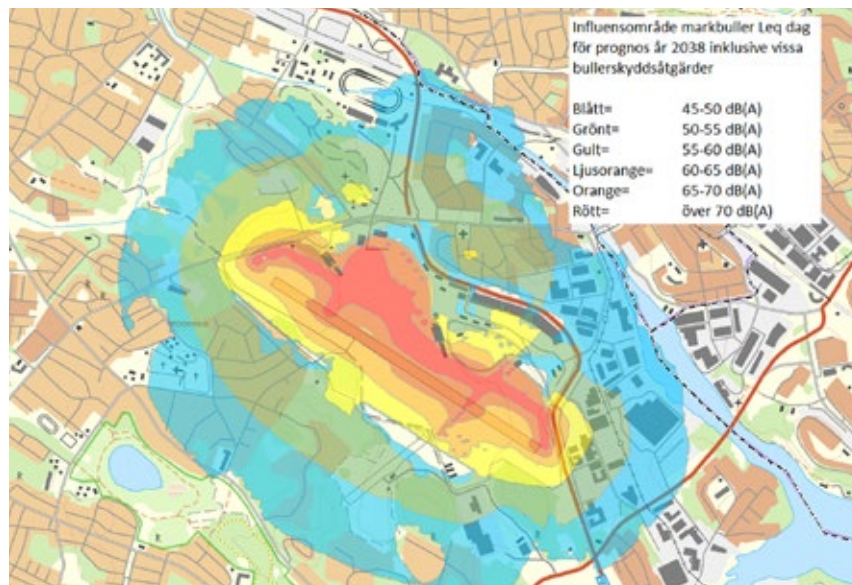 Influensområde markbuller Leq dag
för prognos år 2038 inklusive vissa
bullerskyddsåtgärder
Blått= 45-50 dB(A)
Grönt= 50-55 dB(A)
Gult= 55-60 dB(A)
Ljusorange= 60-65 dB(A)
Orange= 65-70 dB(A)
Rött= över 70 dB(A)